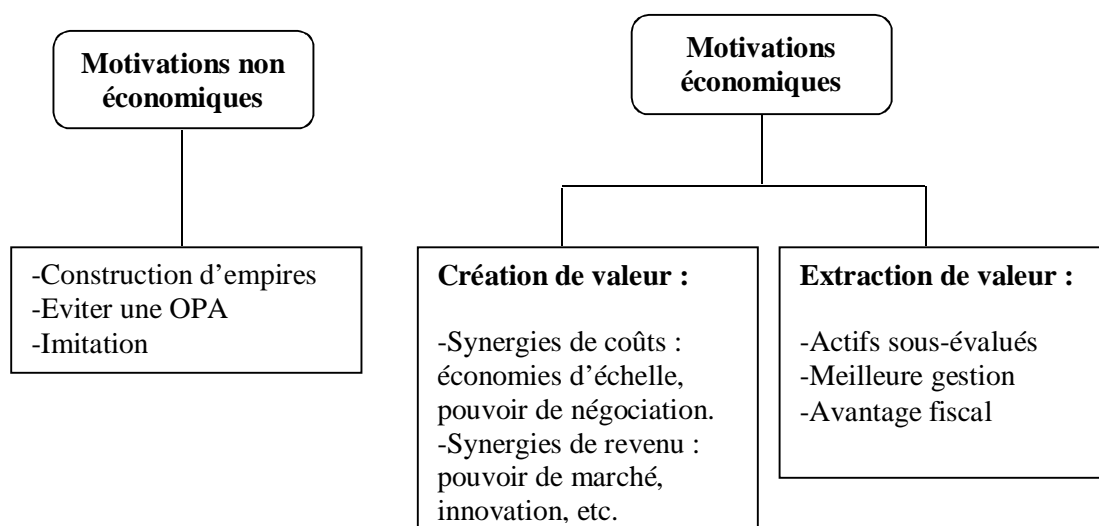 Motivations non
économiques
-Construction d’empires
-Eviter une OPA
-Imitation
Motivations
économiques
Création de valeur :
-Synergies de coûts :
économies d’échelle,
pouvoir de négociation.
-Synergies de revenu :
pouvoir de marché,
innovation, etc.
Extraction de valeur :
-Actifs sous-évalués
-Meilleure gestion
-Avantage fiscal